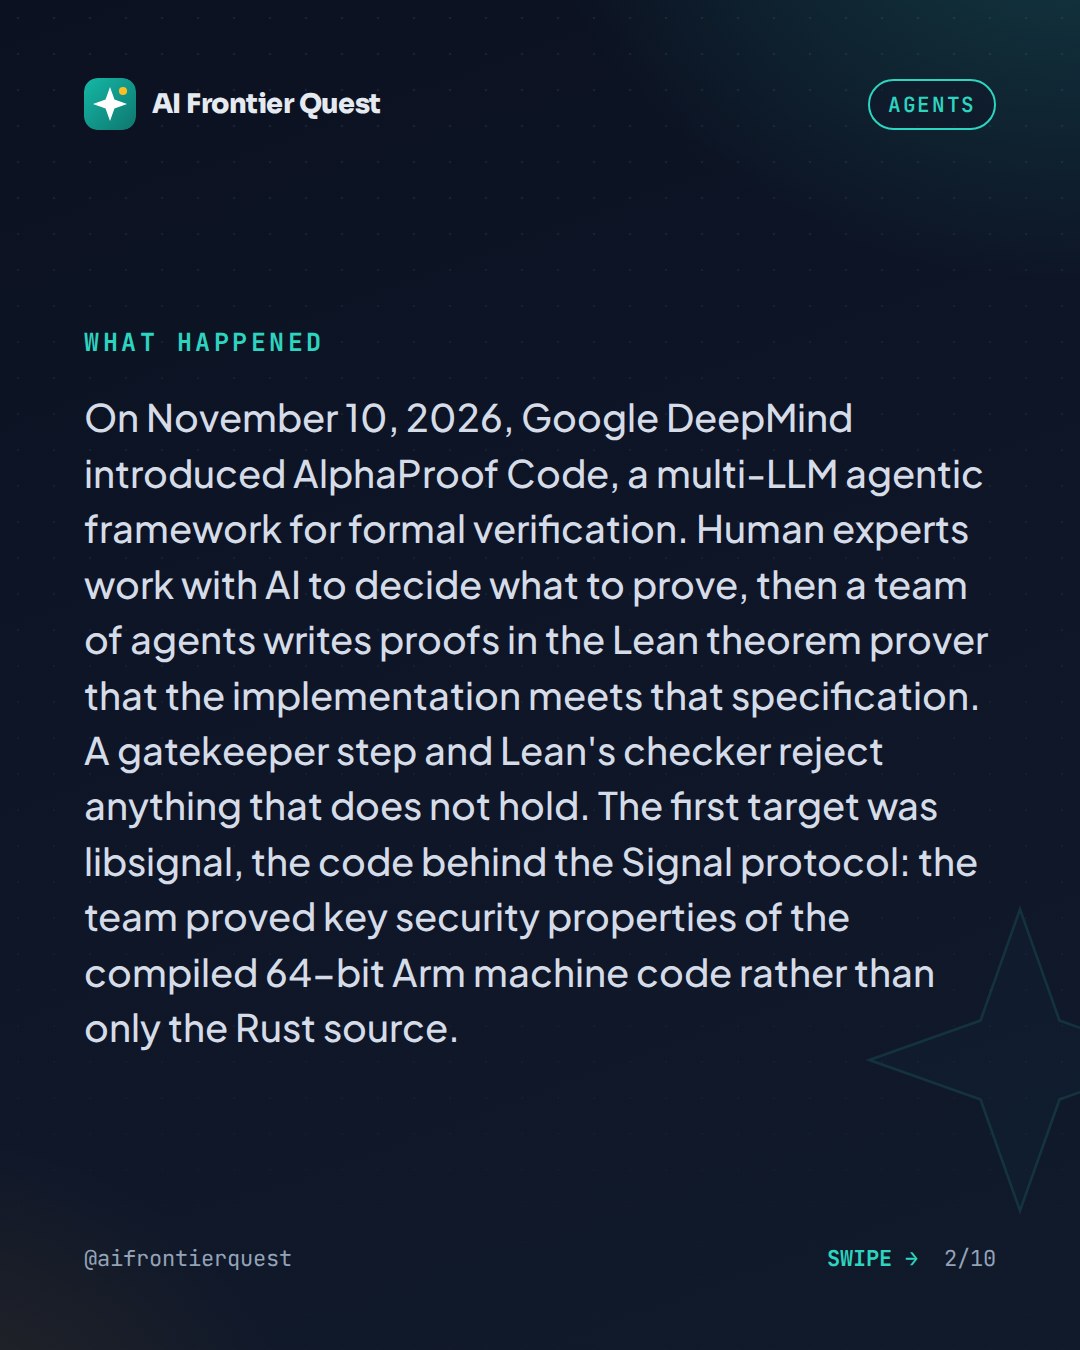 AI Frontier Quest
AGENTS
WHAT HAPPENED
On November 10, 2026, Google DeepMind
introduced AlphaProof Code, a multi-LLM agentic
framework for formal verification. Human experts
work with AI to decide what to prove, then a team
of agents writes proofs in the Lean theorem prover
that the implementation meets that specification.
A gatekeeper step and Lean's checker reject
anything that does not hold. The first target was
libsignal, the code behind the Signal protocol: the
team proved key security properties of the
compiled 64-bit Arm machine code rather than
only the Rust source.
@aifrontierquest
SWIPE → 2/10